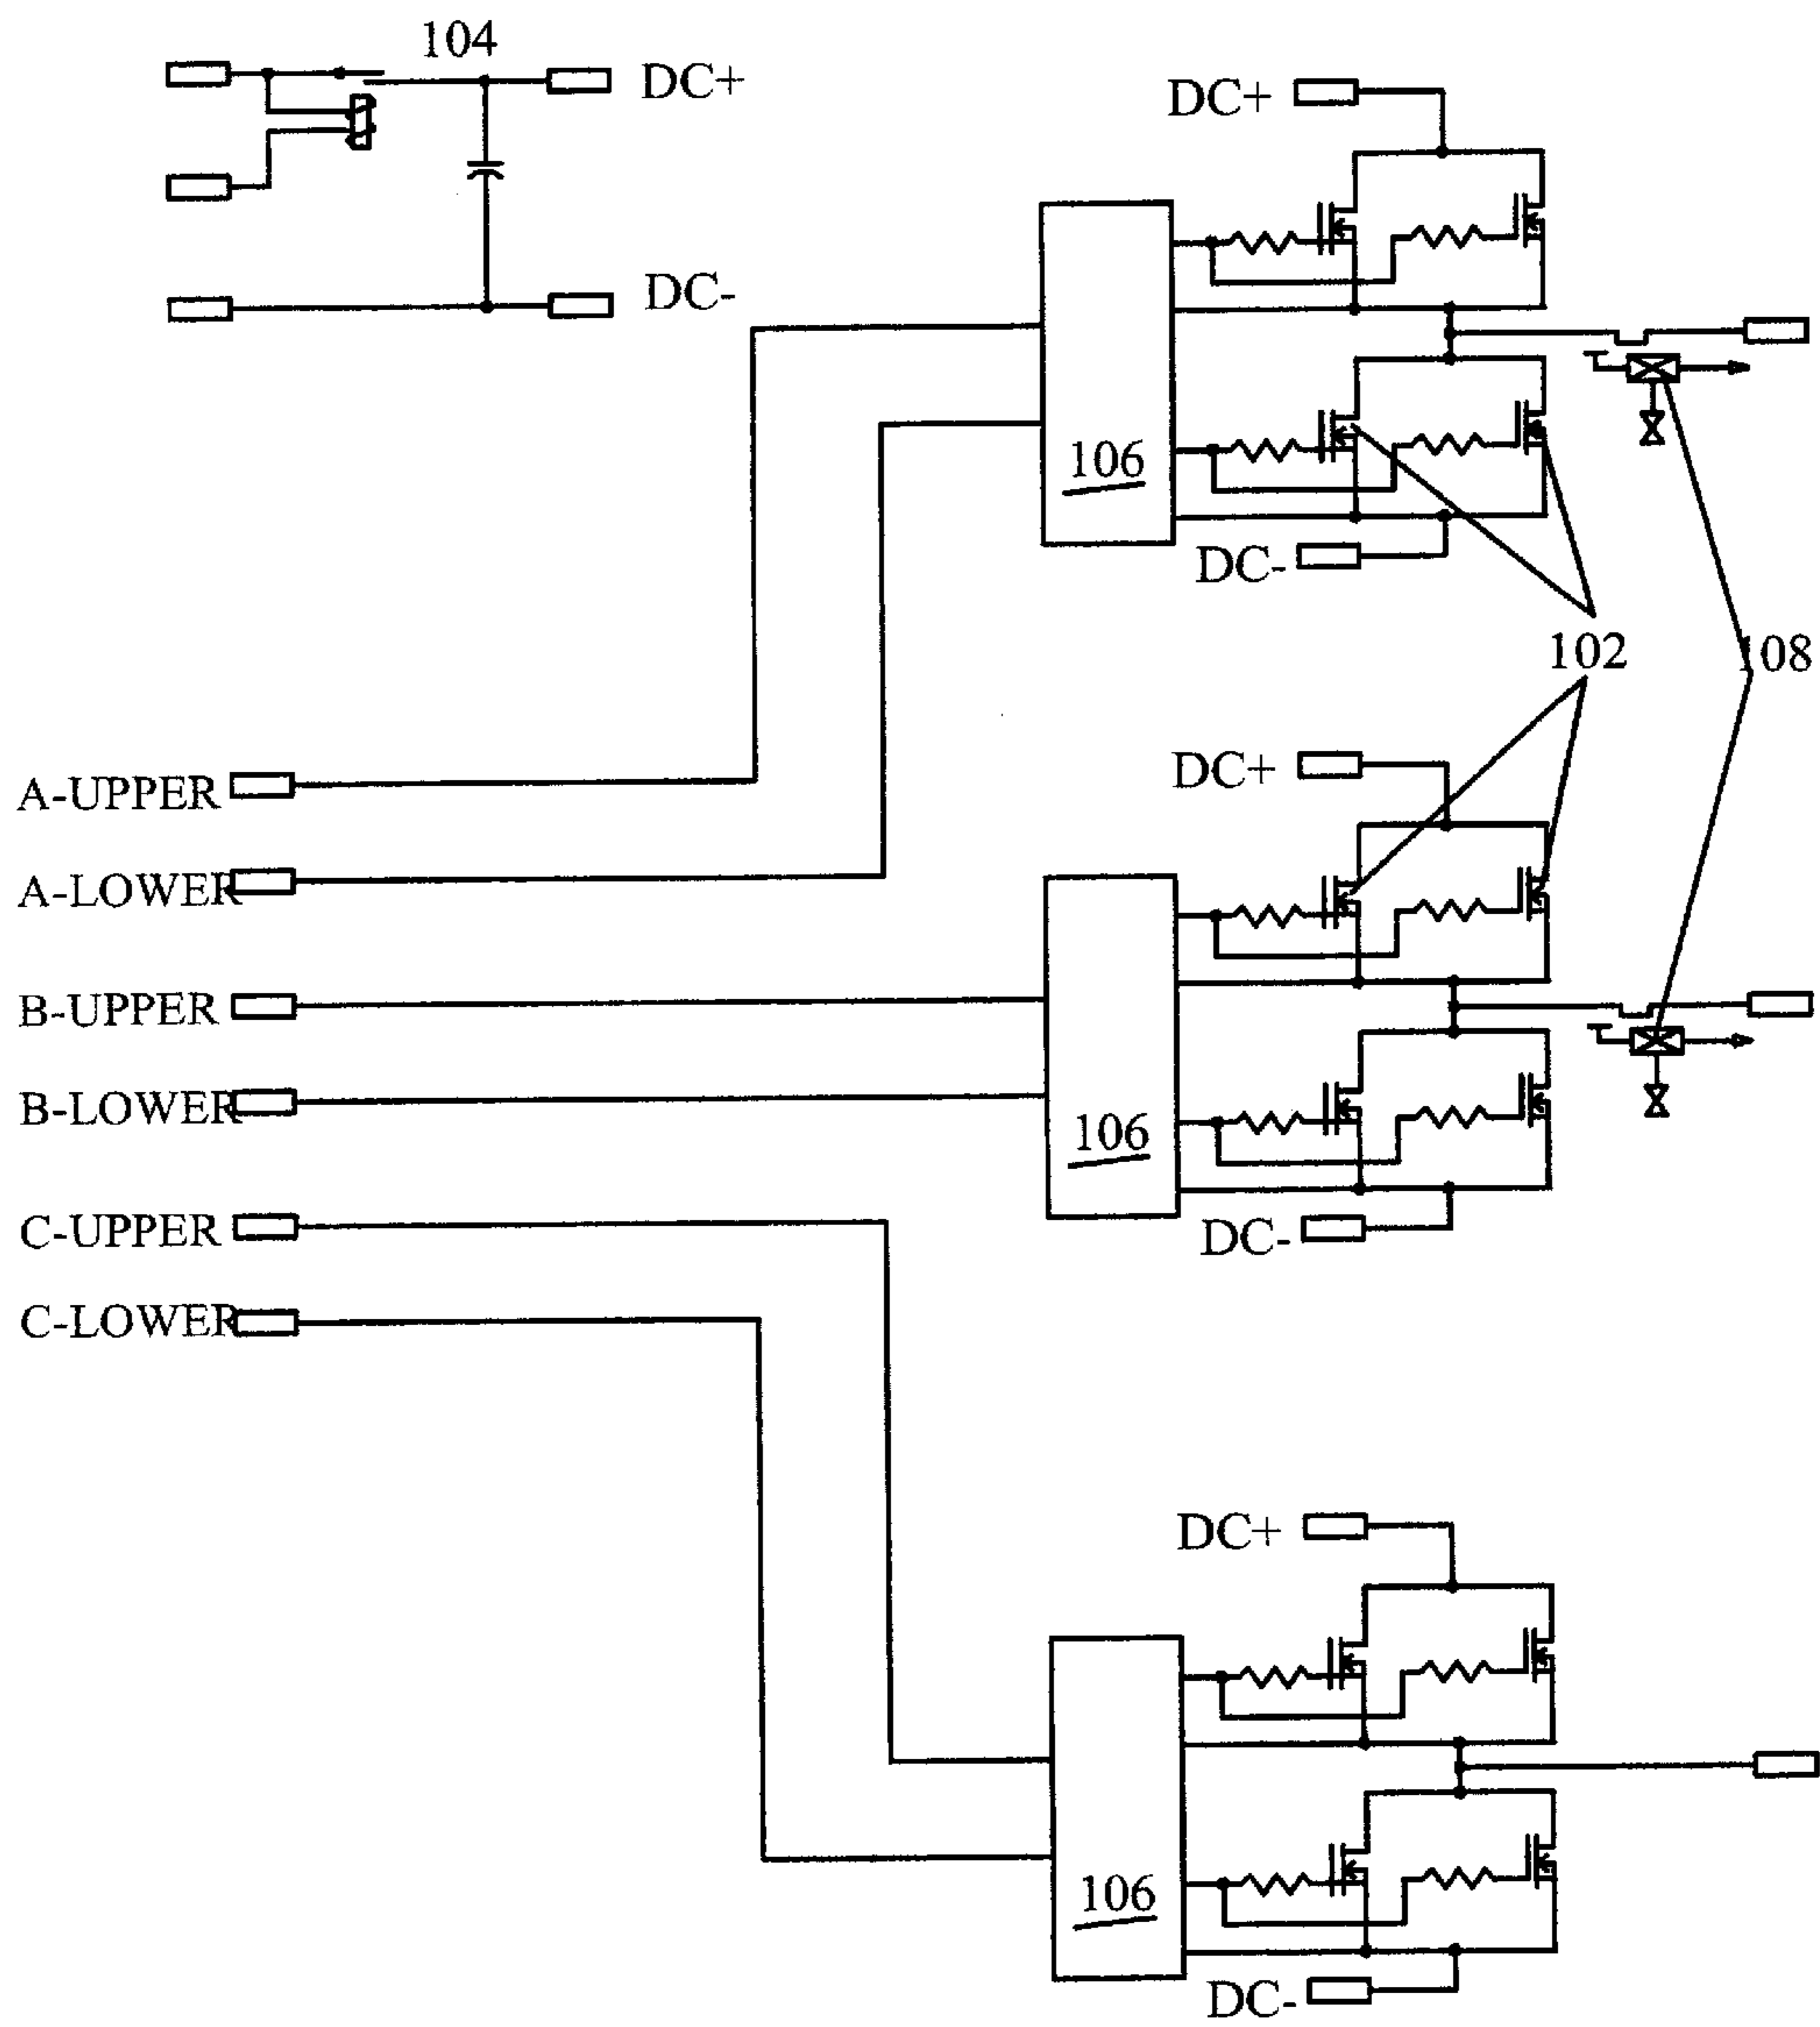 104
DC+
DC-
DC+
106
DC-
102
108
A-UPPER
A-LOWER
B-UPPER
B-LOWER
C-UPPER
C-LOWER
DC+
106
DC-
DC+
106
DC-